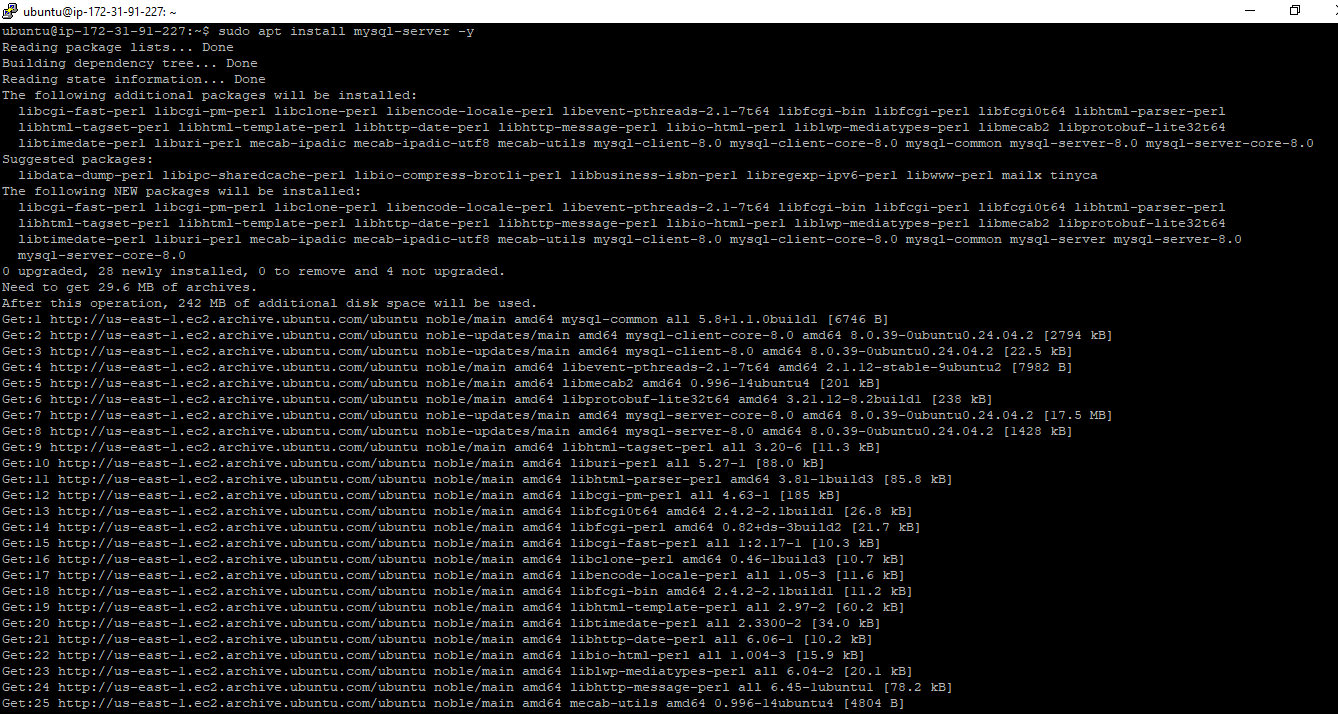 ubuntu@ip-172-31-91-227: ~
ubuntu@ip-172-31-91-227:~$ sudo apt install mysql-server -y
Reading package lists... Done
Building dependency tree... Done
Reading state information... Done
The following additional packages will be installed:
  libcgi-fast-perl libcgi-pm-perl libclone-perl libencode-locale-perl libevent-pthreads-2.1-7t64 libfcgi-bin libfcgi-perl libfcgi0t64 libhtml-parser-perl
  libhtml-tagset-perl libhtml-template-perl libhttp-date-perl libhttp-message-perl libio-html-perl liblwp-mediatypes-perl libmecab2 libprotobuf-lite32t64
  libtimedate-perl liburi-perl mecab-ipadic mecab-ipadic-utf8 mecab-utils mysql-client-8.0 mysql-client-core-8.0 mysql-common mysql-server-8.0 mysql-server-core-8.0
Suggested packages:
  libdata-dump-perl libipc-sharedcache-perl libio-compress-brotli-perl libbusiness-isbn-perl libregexp-ipv6-perl libwww-perl mailx tinyca
The following NEW packages will be installed:
  libcgi-fast-perl libcgi-pm-perl libclone-perl libencode-locale-perl libevent-pthreads-2.1-7t64 libfcgi-bin libfcgi-perl libfcgi0t64 libhtml-parser-perl
  libhtml-tagset-perl libhtml-template-perl libhttp-date-perl libhttp-message-perl libio-html-perl liblwp-mediatypes-perl libmecab2 libprotobuf-lite32t64
  libtimedate-perl liburi-perl mecab-ipadic mecab-ipadic-utf8 mecab-utils mysql-client-8.0 mysql-client-core-8.0 mysql-common mysql-server mysql-server-8.0
  mysql-server-core-8.0
0 upgraded, 28 newly installed, 0 to remove and 4 not upgraded.
Need to get 29.6 MB of archives.
After this operation, 242 MB of additional disk space will be used.
Get:1 http://us-east-1.ec2.archive.ubuntu.com/ubuntu noble/main amd64 mysql-common all 5.8+1.1.0build1 [6746 B]
Get:2 http://us-east-1.ec2.archive.ubuntu.com/ubuntu noble-updates/main amd64 mysql-client-core-8.0 amd64 8.0.39-0ubuntu0.24.04.2 [2794 kB]
Get:3 http://us-east-1.ec2.archive.ubuntu.com/ubuntu noble-updates/main amd64 mysql-client-8.0 amd64 8.0.39-0ubuntu0.24.04.2 [22.5 kB]
Get:4 http://us-east-1.ec2.archive.ubuntu.com/ubuntu noble/main amd64 libevent-pthreads-2.1-7t64 amd64 2.1.12-stable-9ubuntu2 [7982 B]
Get:5 http://us-east-1.ec2.archive.ubuntu.com/ubuntu noble/main amd64 libmecab2 amd64 0.996-14ubuntu4 [201 kB]
Get:6 http://us-east-1.ec2.archive.ubuntu.com/ubuntu noble/main amd64 libprotobuf-lite32t64 amd64 3.21.12-8.2build1 [238 kB]
Get:7 http://us-east-1.ec2.archive.ubuntu.com/ubuntu noble-updates/main amd64 mysql-server-core-8.0 amd64 8.0.39-0ubuntu0.24.04.2 [17.5 MB]
Get:8 http://us-east-1.ec2.archive.ubuntu.com/ubuntu noble-updates/main amd64 mysql-server-8.0 amd64 8.0.39-0ubuntu0.24.04.2 [1428 kB]
Get:9 http://us-east-1.ec2.archive.ubuntu.com/ubuntu noble/main amd64 libhtml-tagset-perl all 3.20-6 [11.3 kB]
Get:10 http://us-east-1.ec2.archive.ubuntu.com/ubuntu noble/main amd64 liburi-perl all 5.27-1 [88.0 kB]
Get:11 http://us-east-1.ec2.archive.ubuntu.com/ubuntu noble/main amd64 libhtml-parser-perl amd64 3.81-1build3 [85.8 kB]
Get:12 http://us-east-1.ec2.archive.ubuntu.com/ubuntu noble/main amd64 libcgi-pm-perl all 4.63-1 [185 kB]
Get:13 http://us-east-1.ec2.archive.ubuntu.com/ubuntu noble/main amd64 libfcgi0t64 amd64 2.4.2-2.1build1 [26.8 kB]
Get:14 http://us-east-1.ec2.archive.ubuntu.com/ubuntu noble/main amd64 libfcgi-perl amd64 0.82+ds-3build2 [21.7 kB]
Get:15 http://us-east-1.ec2.archive.ubuntu.com/ubuntu noble/main amd64 libcgi-fast-perl all 1:2.17-1 [10.3 kB]
Get:16 http://us-east-1.ec2.archive.ubuntu.com/ubuntu noble/main amd64 libclone-perl amd64 0.46-1build3 [10.7 kB]
Get:17 http://us-east-1.ec2.archive.ubuntu.com/ubuntu noble/main amd64 libencode-locale-perl all 1.05-3 [11.6 kB]
Get:18 http://us-east-1.ec2.archive.ubuntu.com/ubuntu noble/main amd64 libfcgi-bin amd64 2.4.2-2.1build1 [11.2 kB]
Get:19 http://us-east-1.ec2.archive.ubuntu.com/ubuntu noble/main amd64 libhtml-template-perl all 2.97-2 [60.2 kB]
Get:20 http://us-east-1.ec2.archive.ubuntu.com/ubuntu noble/main amd64 libtimedate-perl all 2.3300-2 [34.0 kB]
Get:21 http://us-east-1.ec2.archive.ubuntu.com/ubuntu noble/main amd64 libhttp-date-perl all 6.06-1 [10.2 kB]
Get:22 http://us-east-1.ec2.archive.ubuntu.com/ubuntu noble/main amd64 libio-html-perl all 1.004-3 [15.9 kB]
Get:23 http://us-east-1.ec2.archive.ubuntu.com/ubuntu noble/main amd64 liblwp-mediatypes-perl all 6.04-2 [20.1 kB]
Get:24 http://us-east-1.ec2.archive.ubuntu.com/ubuntu noble/main amd64 libhttp-message-perl all 6.45-1ubuntu1 [78.2 kB]
Get:25 http://us-east-1.ec2.archive.ubuntu.com/ubuntu noble/main amd64 mecab-utils amd64 0.996-14ubuntu4 [4804 B]